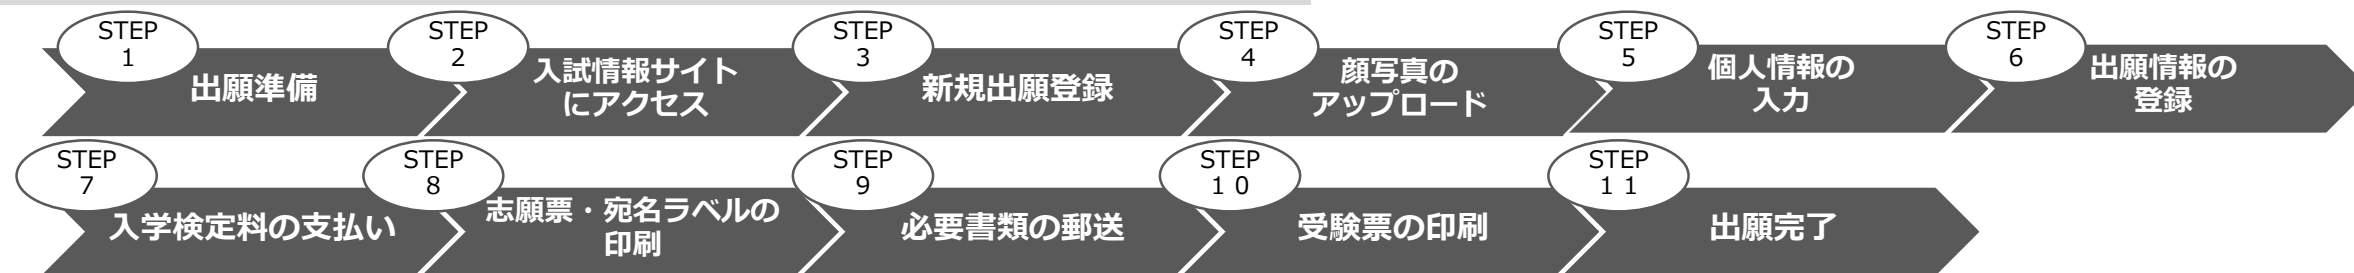 STEP
1
出願準備
STEP
2
入試情報サイト
にアクセス
STEP
3
新規出願登録
STEP
4
顔写真の
アップロード
STEP
5
個人情報の
入力
STEP
6
出願情報の
登録
STEP
7
入学検定料の支払い
STEP
8
志願票・宛名ラベルの
印刷
STEP
9
必要書類の郵送
STEP
１０
受験票の印刷
STEP
１１
出願完了